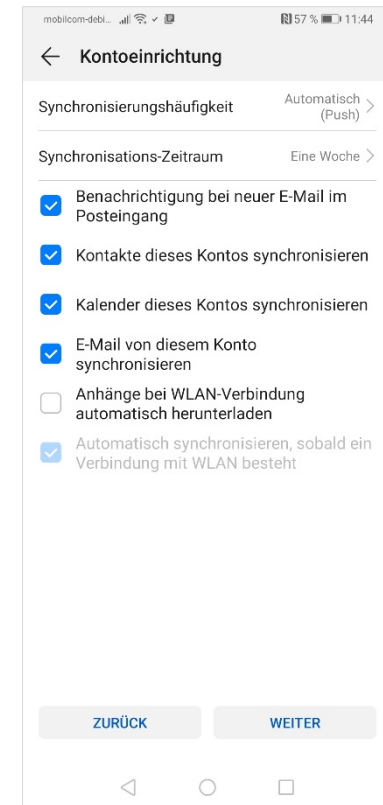 mobilcom-debi... 57 % 11:44
Kontoeinrichtung
Synchronisierungshäufigkeit Automatisch
(Push)
Synchronisations-Zeitraum Eine Woche
Benachrichtigung bei neuer E-Mail im
Posteingang
Kontakte dieses Kontos synchronisieren
Kalender dieses Kontos synchronisieren
E-Mail von diesem Konto
synchronisieren
Anhänge bei WLAN-Verbindung
automatisch herunterladen
Automatisch synchronisieren, sobald ein
Verbindung mit WLAN besteht
ZURÜCK WEITER